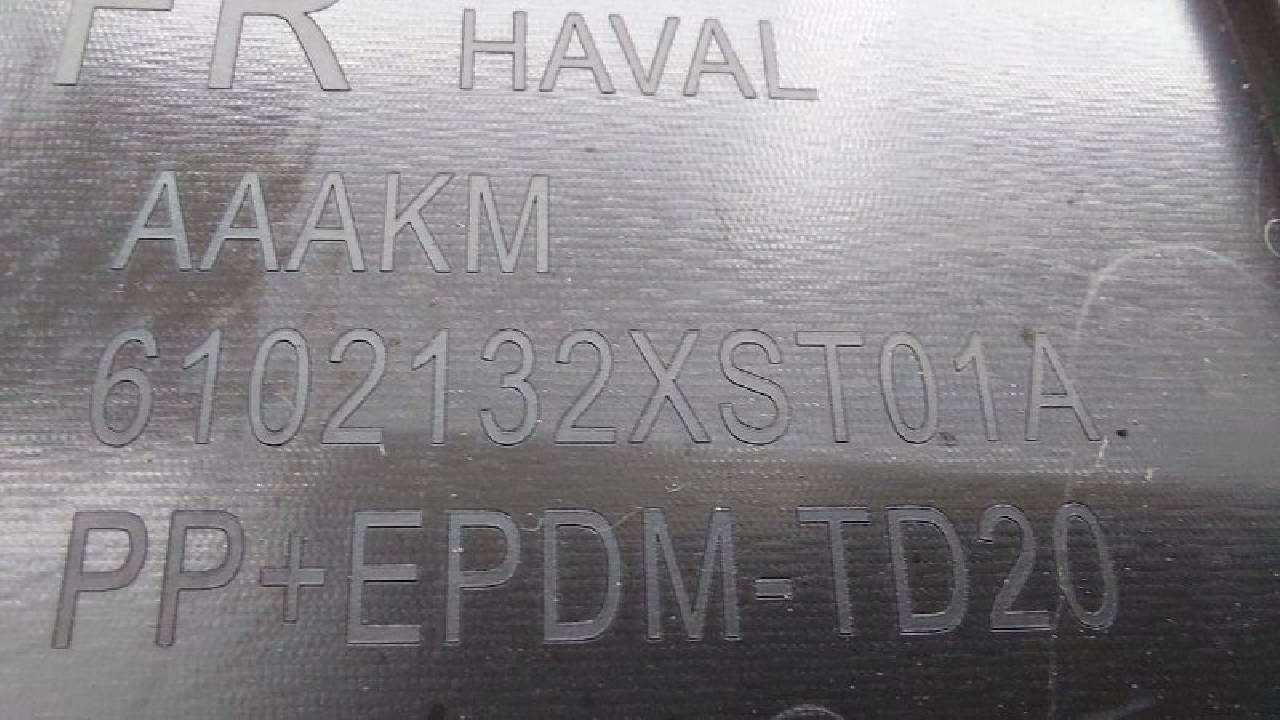 FR HAVAL
AAAKM
6102132XST01A
PP+EPDM-TD20